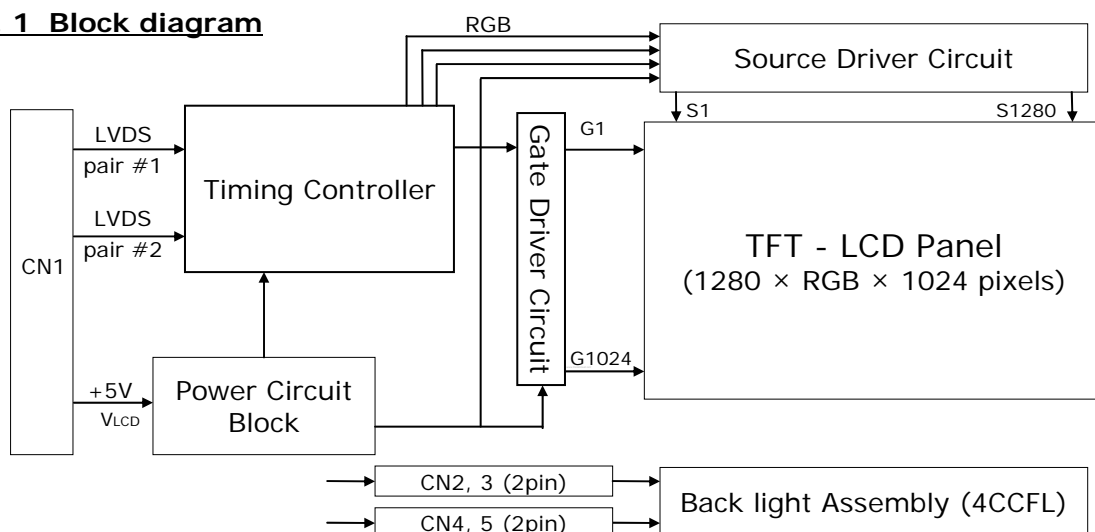 1 Block diagram
RGB
Source Driver Circuit
S1
S1280
CN1
LVDS
pair #1
LVDS
pair #2
Timing Controller
Gate Driver Circuit
G1
G1024
TFT - LCD Panel
(1280 × RGB × 1024 pixels)
+5V
VLCD
Power Circuit
Block
CN2, 3 (2pin)
CN4, 5 (2pin)
Back light Assembly (4CCFL)